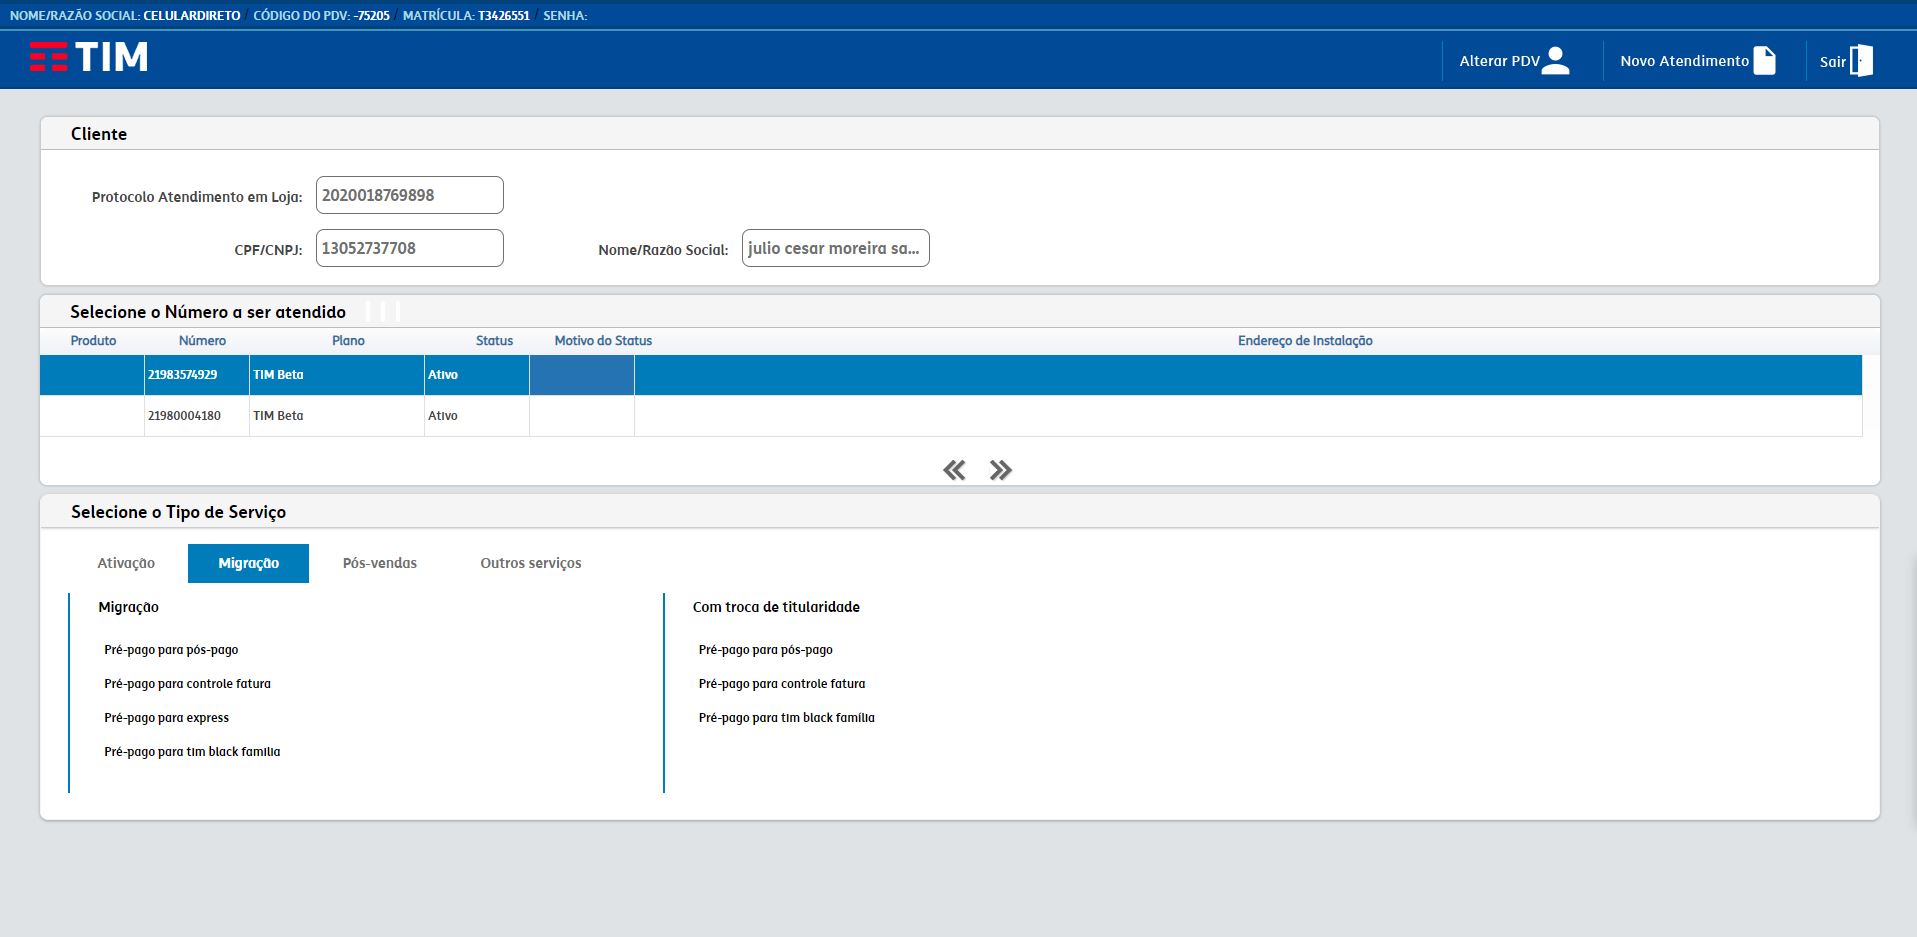 NOME/RAZÃO SOCIAL: CELULARDIRETO / CÓDIGO DO PDV: -75205 / MATRÍCULA: T3426551 / SENHA:
TIM
Alterar PDV
Novo Atendimento
Sair
Cliente
Protocolo Atendimento em Loja: 2020018769898
CPF/CNPJ: 13052737708 Nome/Razão Social: julio cesar moreira sa...
Selecione o Número a ser atendido
Produto Número Plano Status Motivo do Status Endereço de Instalação
21983574929 TIM Beta Ativo
21980004180 TIM Beta Ativo
Selecione o Tipo de Serviço
Ativação Migração Pós-vendas Outros serviços
Migração
Pré-pago para pós-pago
Pré-pago para controle fatura
Pré-pago para express
Pré-pago para tim black família
Com troca de titularidade
Pré-pago para pós-pago
Pré-pago para controle fatura
Pré-pago para tim black família